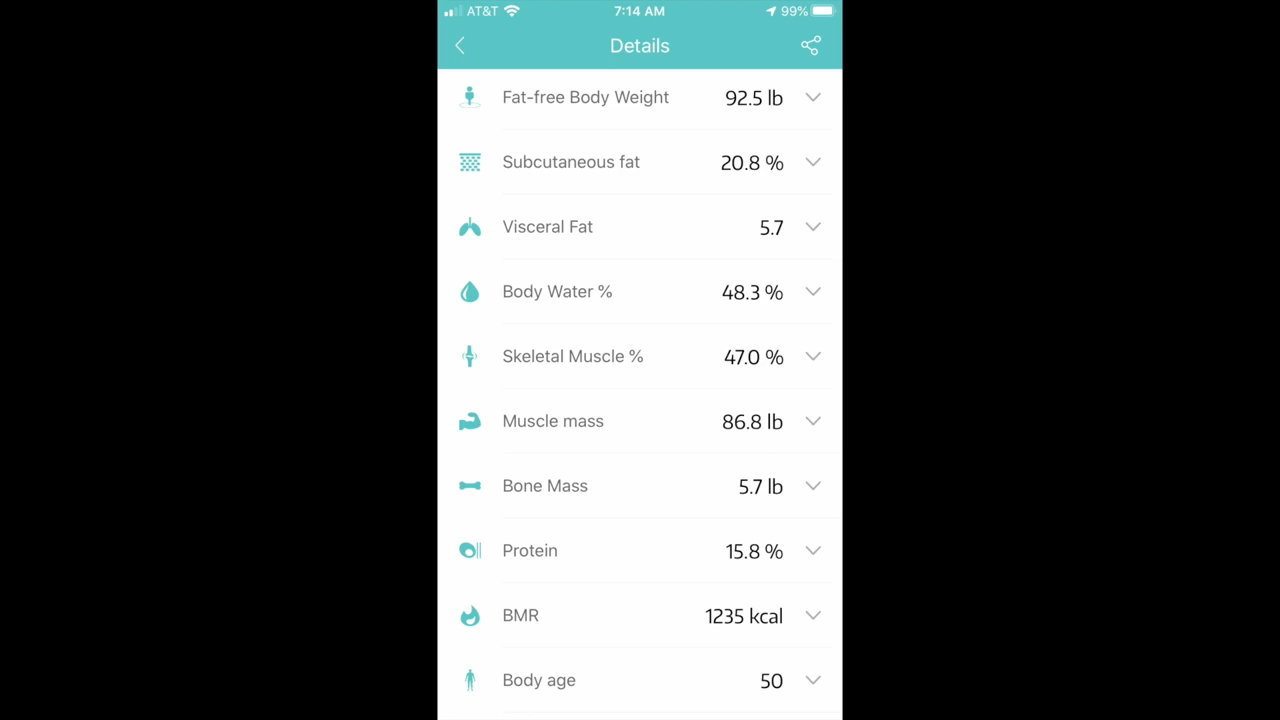 AT&T 7:14 AM 99%
Details
Fat-free Body Weight 92.5 lb
Subcutaneous fat 20.8 %
Visceral Fat 5.7
Body Water % 48.3 %
Skeletal Muscle % 47.0 %
Muscle mass 86.8 lb
Bone Mass 5.7 lb
Protein 15.8 %
BMR 1235 kcal
Body age 50